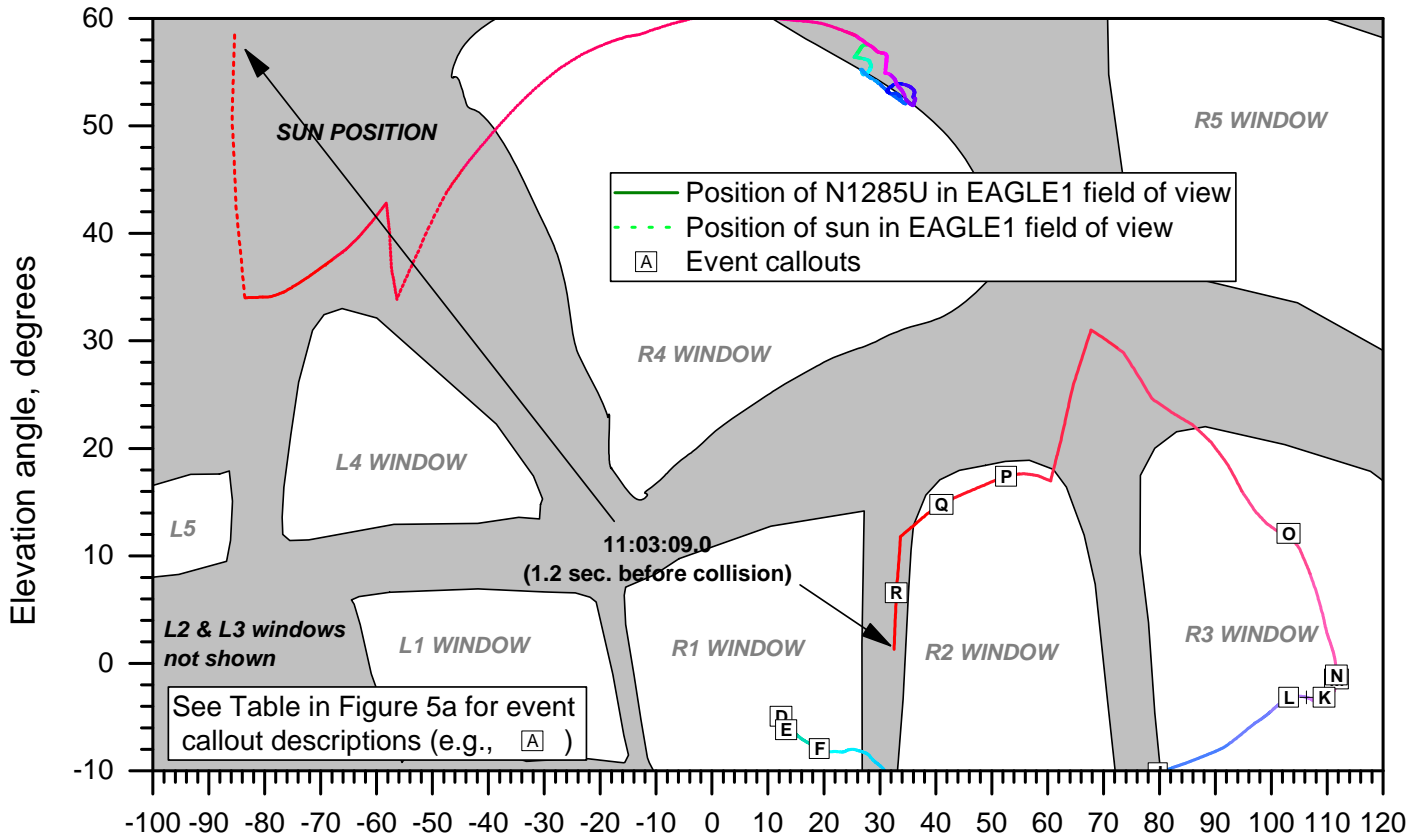 60
50
40
30
20
10
0
-10
Elevation angle, degrees
SUN POSITION
R5 WINDOW
Position of N1285U in EAGLE1 field of view
Position of sun in EAGLE1 field of view
A Event callouts
R4 WINDOW
L4 WINDOW
L5
P
Q
O
11:03:09.0
(1.2 sec. before collision)
R
L2 & L3 windows
not shown
L1 WINDOW
R1 WINDOW
R2 WINDOW
R3 WINDOW
N
L
K
See Table in Figure 5a for event
callout descriptions (e.g., A )
D
E
F
-100 -90 -80 -70 -60 -50 -40 -30 -20 -10 0 10 20 30 40 50 60 70 80 90 100 110 120